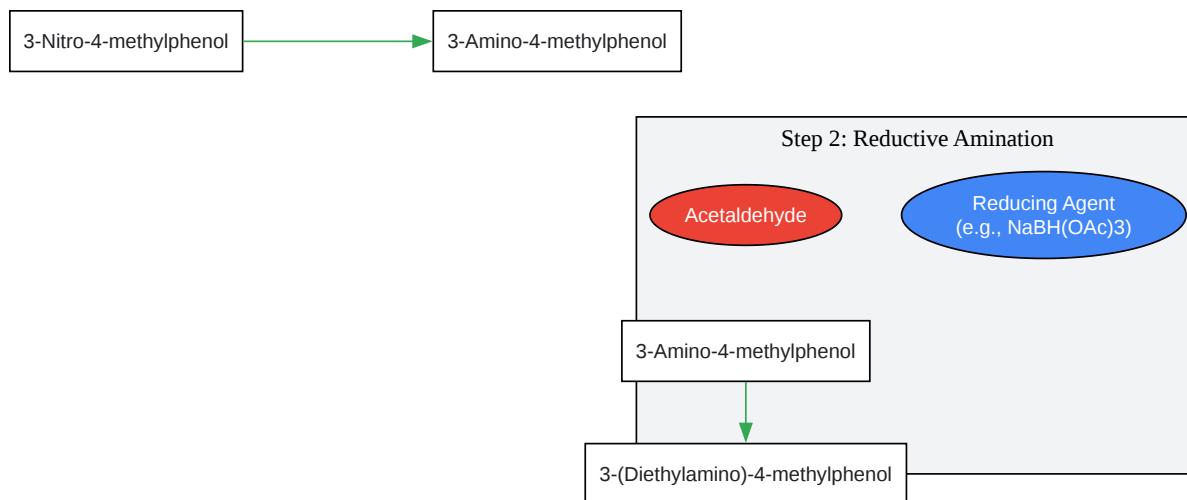 3-Nitro-4-methylphenol
3-Amino-4-methylphenol
Step 2: Reductive Amination
Acetaldehyde
Reducing Agent
(e.g., NaBH(OAc)3)
3-Amino-4-methylphenol
3-(Diethylamino)-4-methylphenol